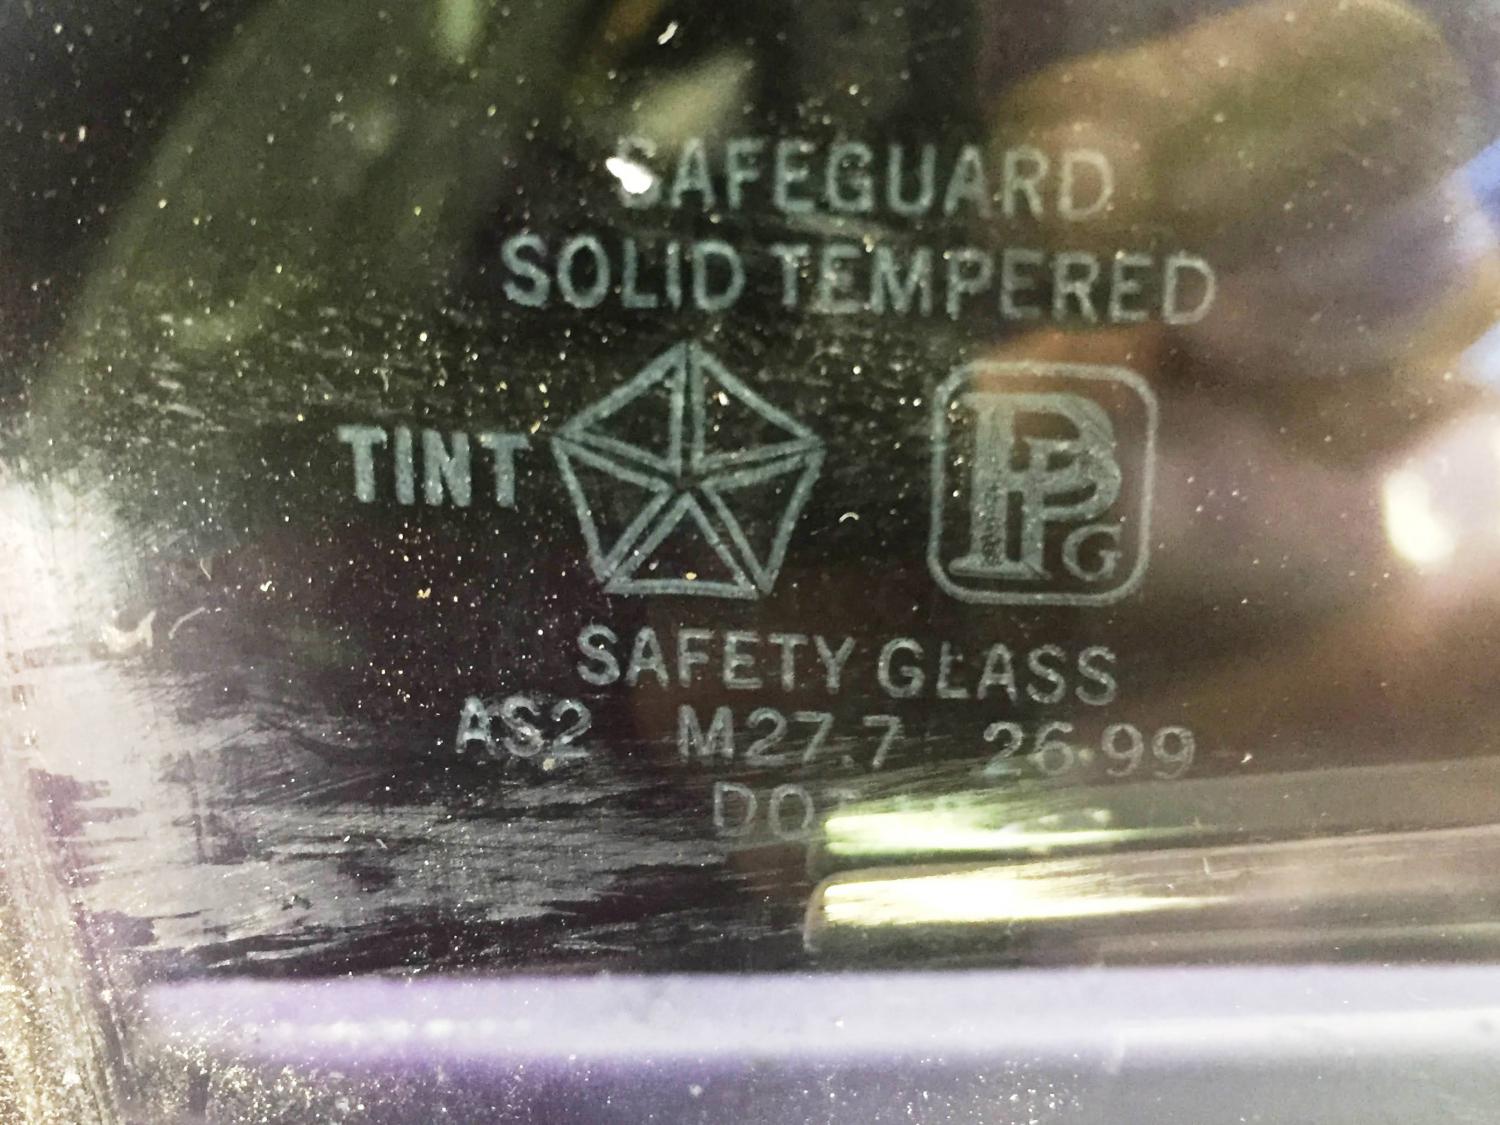 SAFEGUARD
SOLID TEMPERED
TINT PPG
SAFETY GLASS
AS2 M27.7 26.99